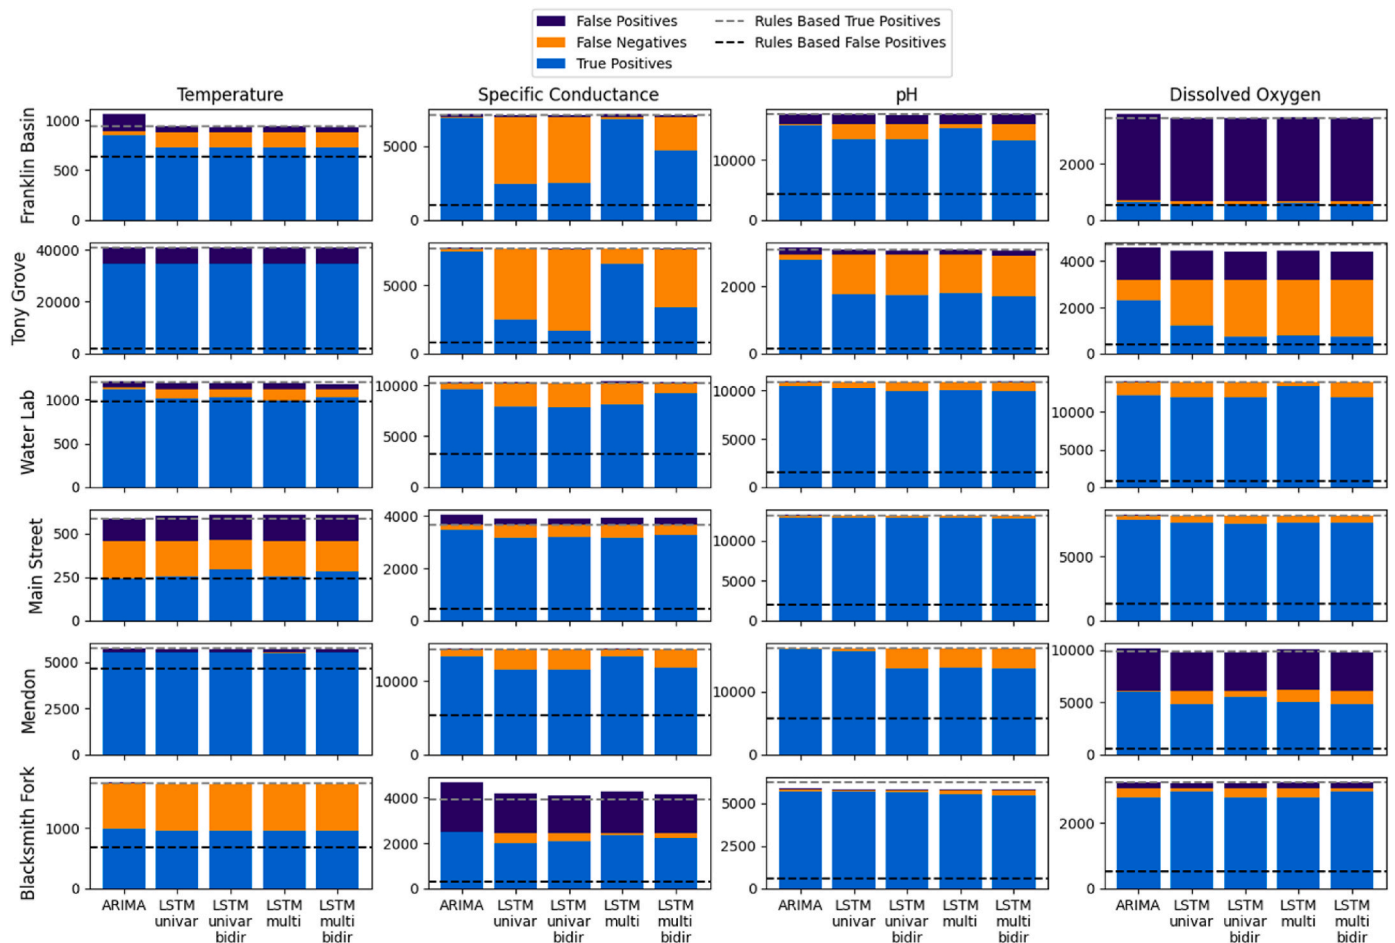 False Positives
False Negatives
True Positives
Rules Based True Positives
Rules Based False Positives
Temperature
Specific Conductance
pH
Dissolved Oxygen
Franklin Basin
1000
500
0
5000
0
10000
0
2000
0
Tony Grove
40000
20000
0
5000
0
2000
0
4000
2000
0
Water Lab
1000
500
0
10000
5000
0
10000
5000
0
10000
5000
0
Main Street
500
250
0
4000
2000
0
10000
5000
0
5000
0
Mendon
5000
2500
0
10000
0
10000
0
10000
5000
0
Blacksmith Fork
1000
0
4000
2000
0
5000
2500
0
2000
0
ARIMA
LSTM
univar
LSTM
univar
bidir
LSTM
multi
LSTM
multi
bidir
ARIMA
LSTM
univar
LSTM
univar
bidir
LSTM
multi
LSTM
multi
bidir
ARIMA
LSTM
univar
LSTM
univar
bidir
LSTM
multi
LSTM
multi
bidir
ARIMA
LSTM
univar
LSTM
univar
bidir
LSTM
multi
LSTM
multi
bidir